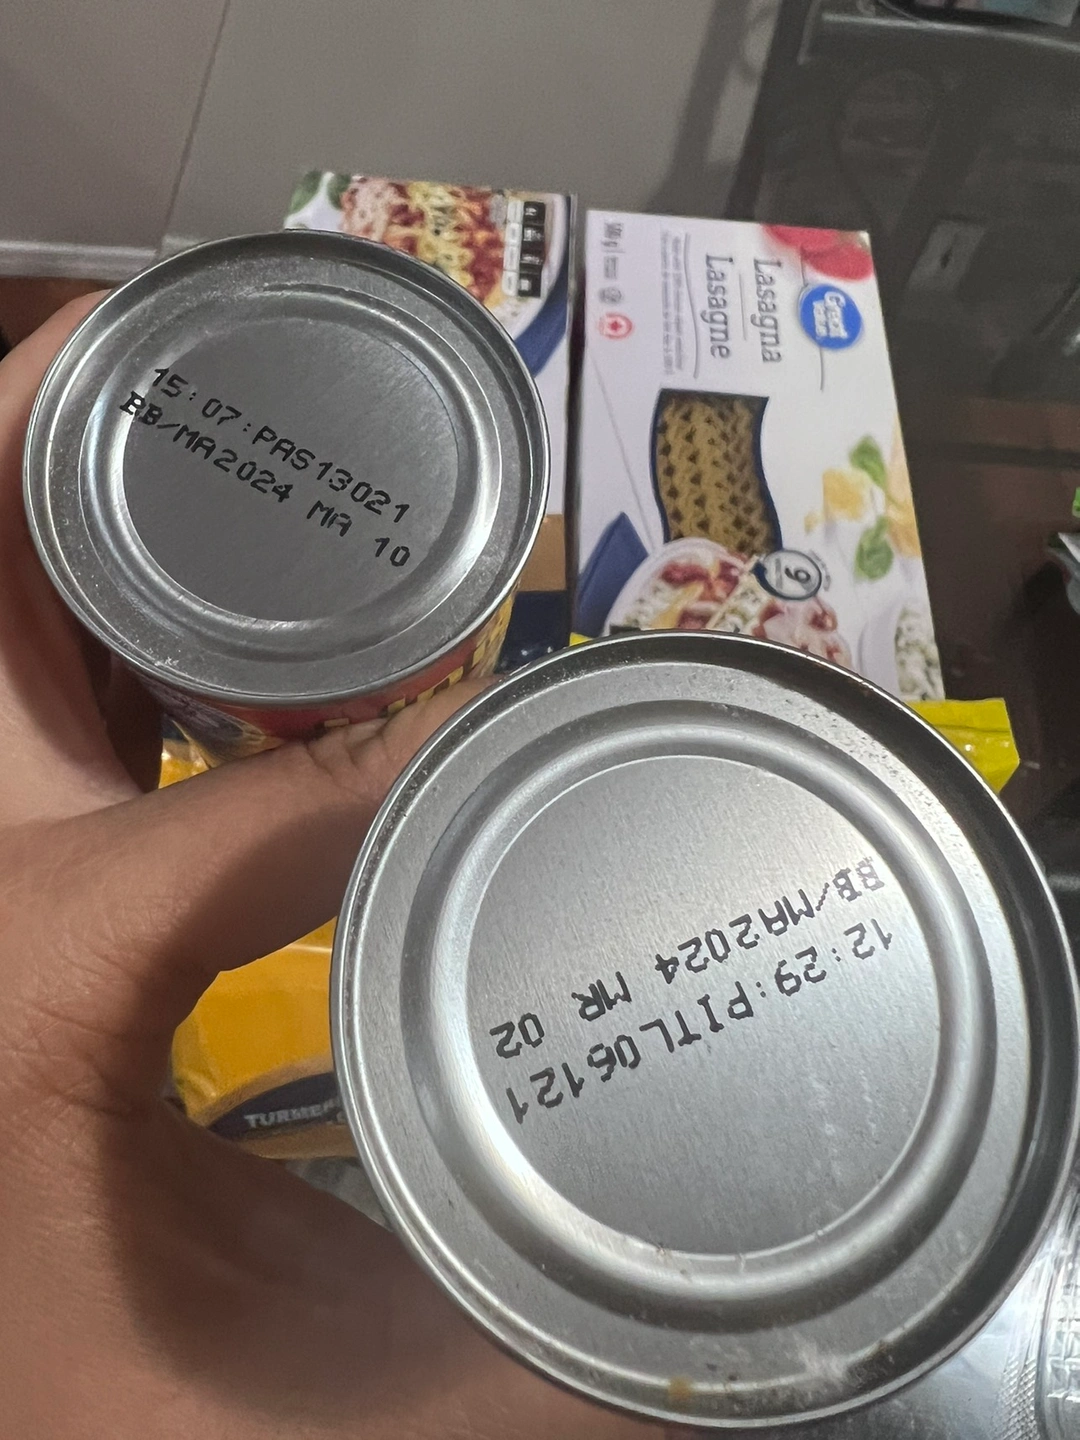 15:07:PAS13021
BB/MA2024 MA 10
Lasagna
Lasagne
Great
Value
9
BB/MA2024 MR 02
12:29:PITL06121